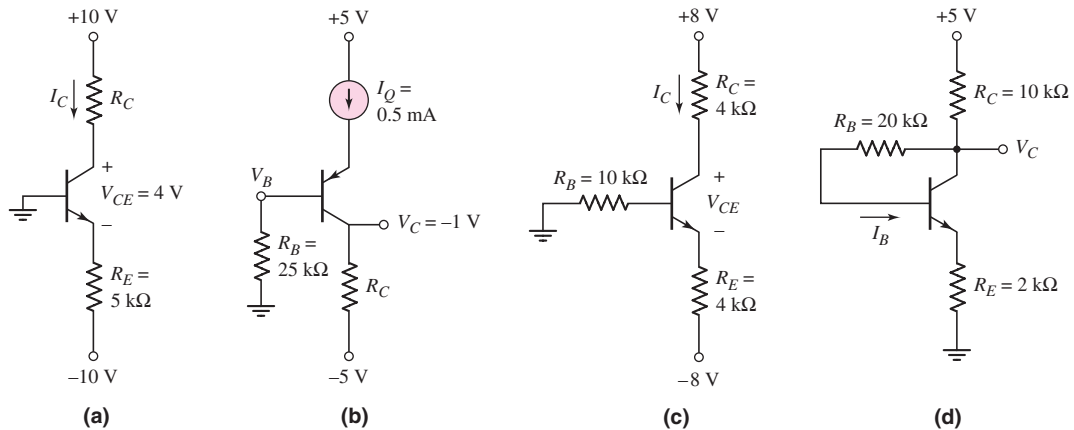 +10 V
I_C
R_C
+
V_CE = 4 V
–
R_E =
5 kΩ
–10 V
(a)
+5 V
I_Q =
0.5 mA
V_B
V_C = –1 V
R_B =
25 kΩ
R_C
–5 V
(b)
+8 V
I_C
R_C =
4 kΩ
R_B = 10 kΩ
+
V_CE
–
R_E =
4 kΩ
–8 V
(c)
+5 V
R_C = 10 kΩ
R_B = 20 kΩ
V_C
I_B
R_E = 2 kΩ
(d)